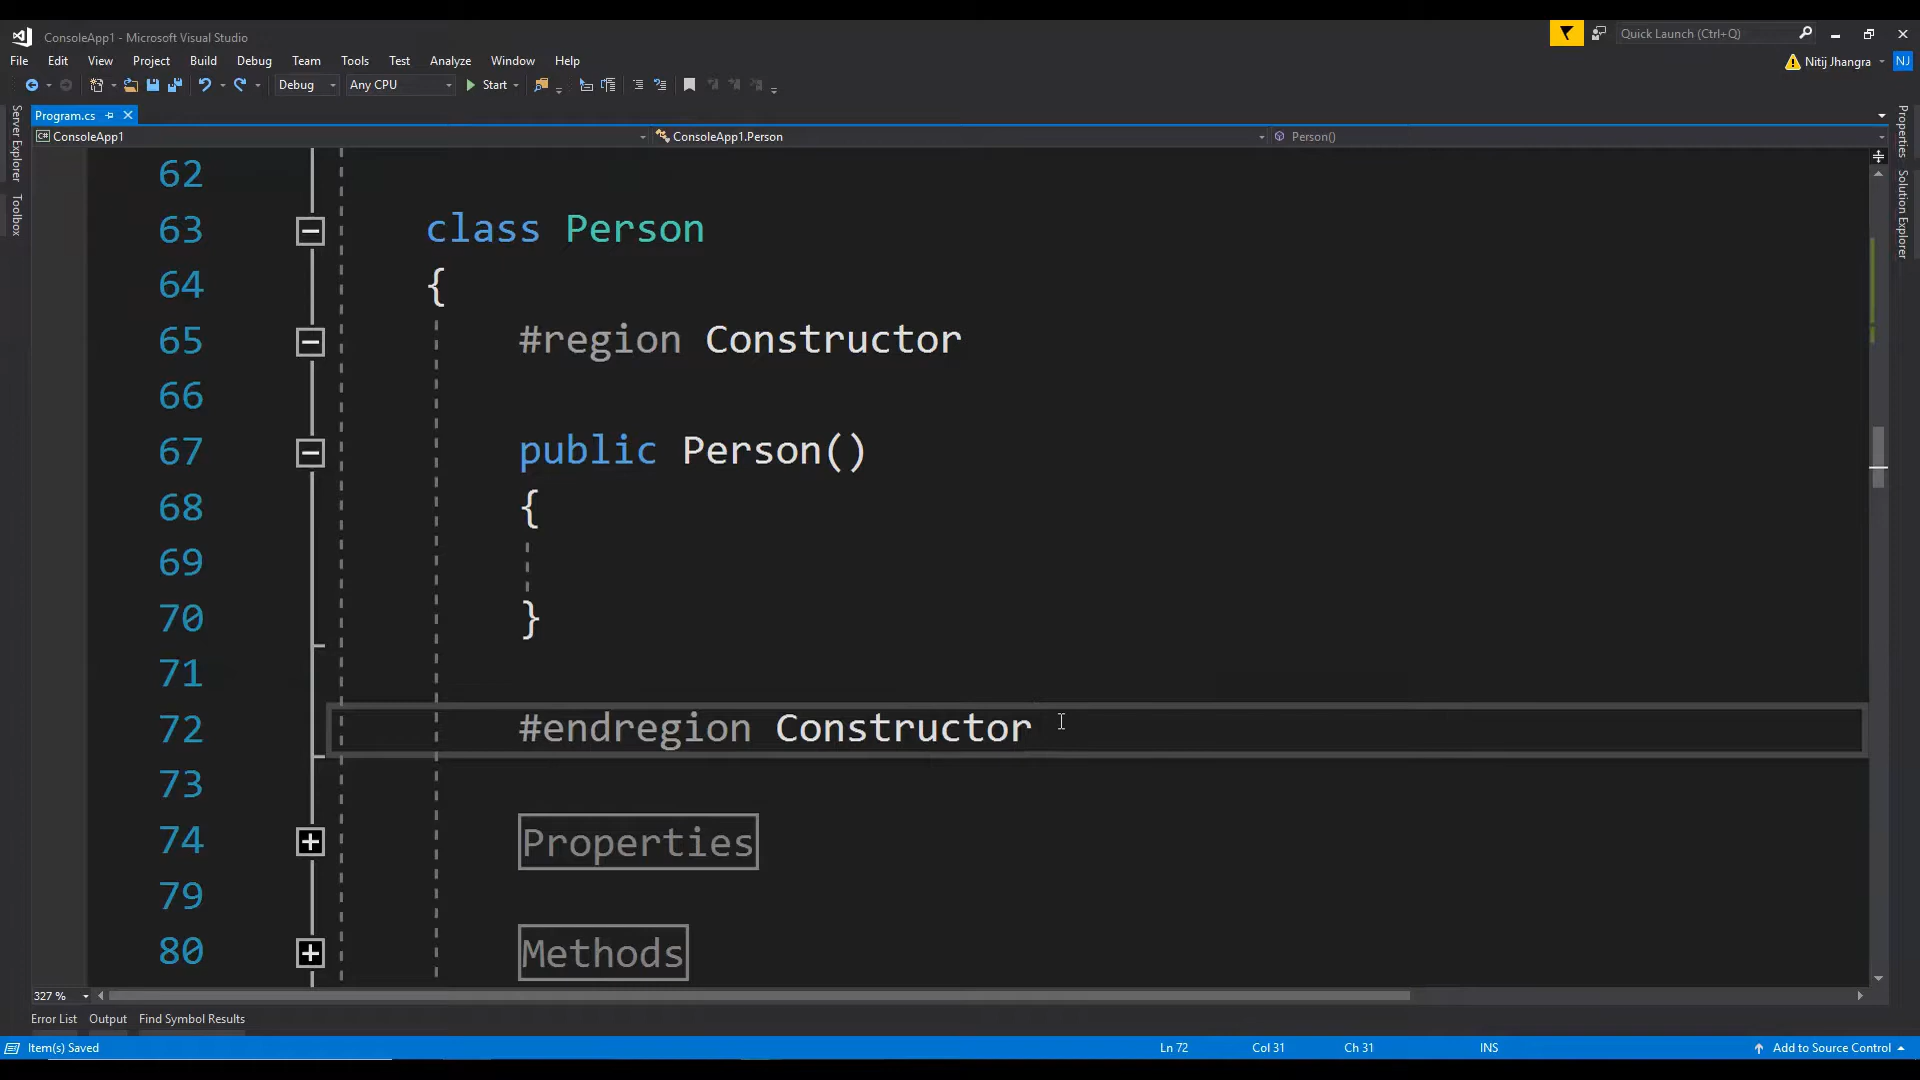 ConsoleApp1 - Microsoft Visual Studio
Quick Launch (Ctrl+Q)
File Edit View Project Build Debug Team Tools Test Analyze Window Help
Nitij Jhangra NJ
Debug Any CPU Start
Program.cs
ConsoleApp1 ConsoleApp1.Person Person()
Server Explorer
Toolbox
Properties
Solution Explorer
62
63 class Person
64 {
65 #region Constructor
66
67 public Person()
68 {
69
70 }
71
72 #endregion Constructor
73
74 Properties
79
80 Methods
327 %
Error List Output Find Symbol Results
Item(s) Saved Ln 72 Col 31 Ch 31 INS Add to Source Control